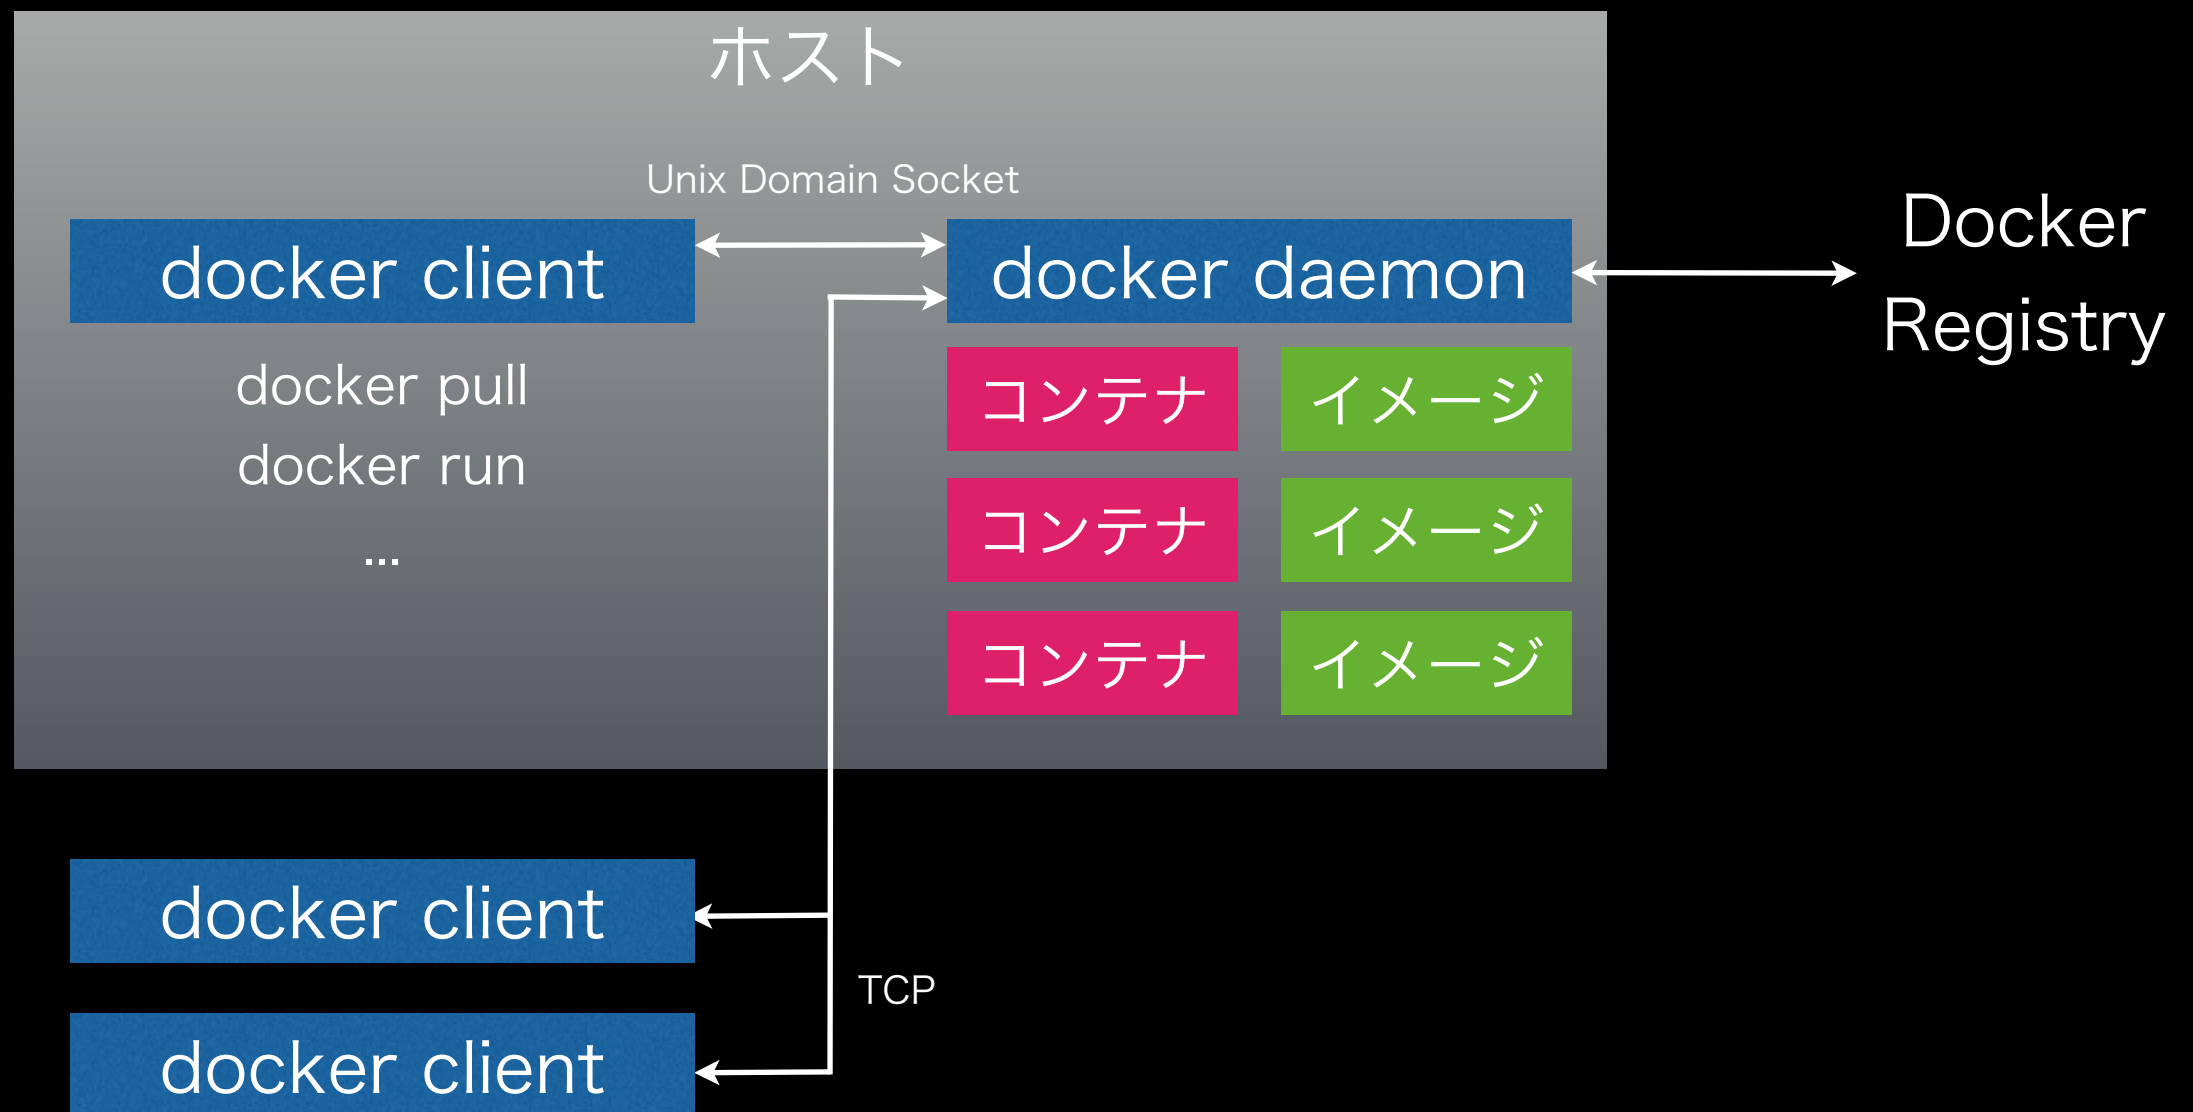 ホスト
Unix Domain Socket
docker client
docker daemon
Docker
Registry
docker pull
docker run
...
コンテナ
イメージ
コンテナ
イメージ
コンテナ
イメージ
docker client
TCP
docker client